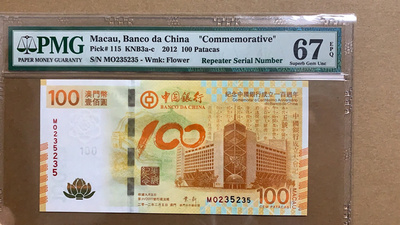 PMG
PAPER MONEY GUARANTY
Macau, Banco da China "Commemorative"
Pick# 115 KNB3a-c 2012 100 Patacas
S/N MO235235 - Wmk: Flower
Repeater Serial Number
67
EPQ
Superb Gem Unc
100
澳門幣
壹佰圓
中國銀行
BANCO DA CHINA
紀念中國銀行成立一百週年
MO235235
100
MO235235
100
MACAU
PATACAS